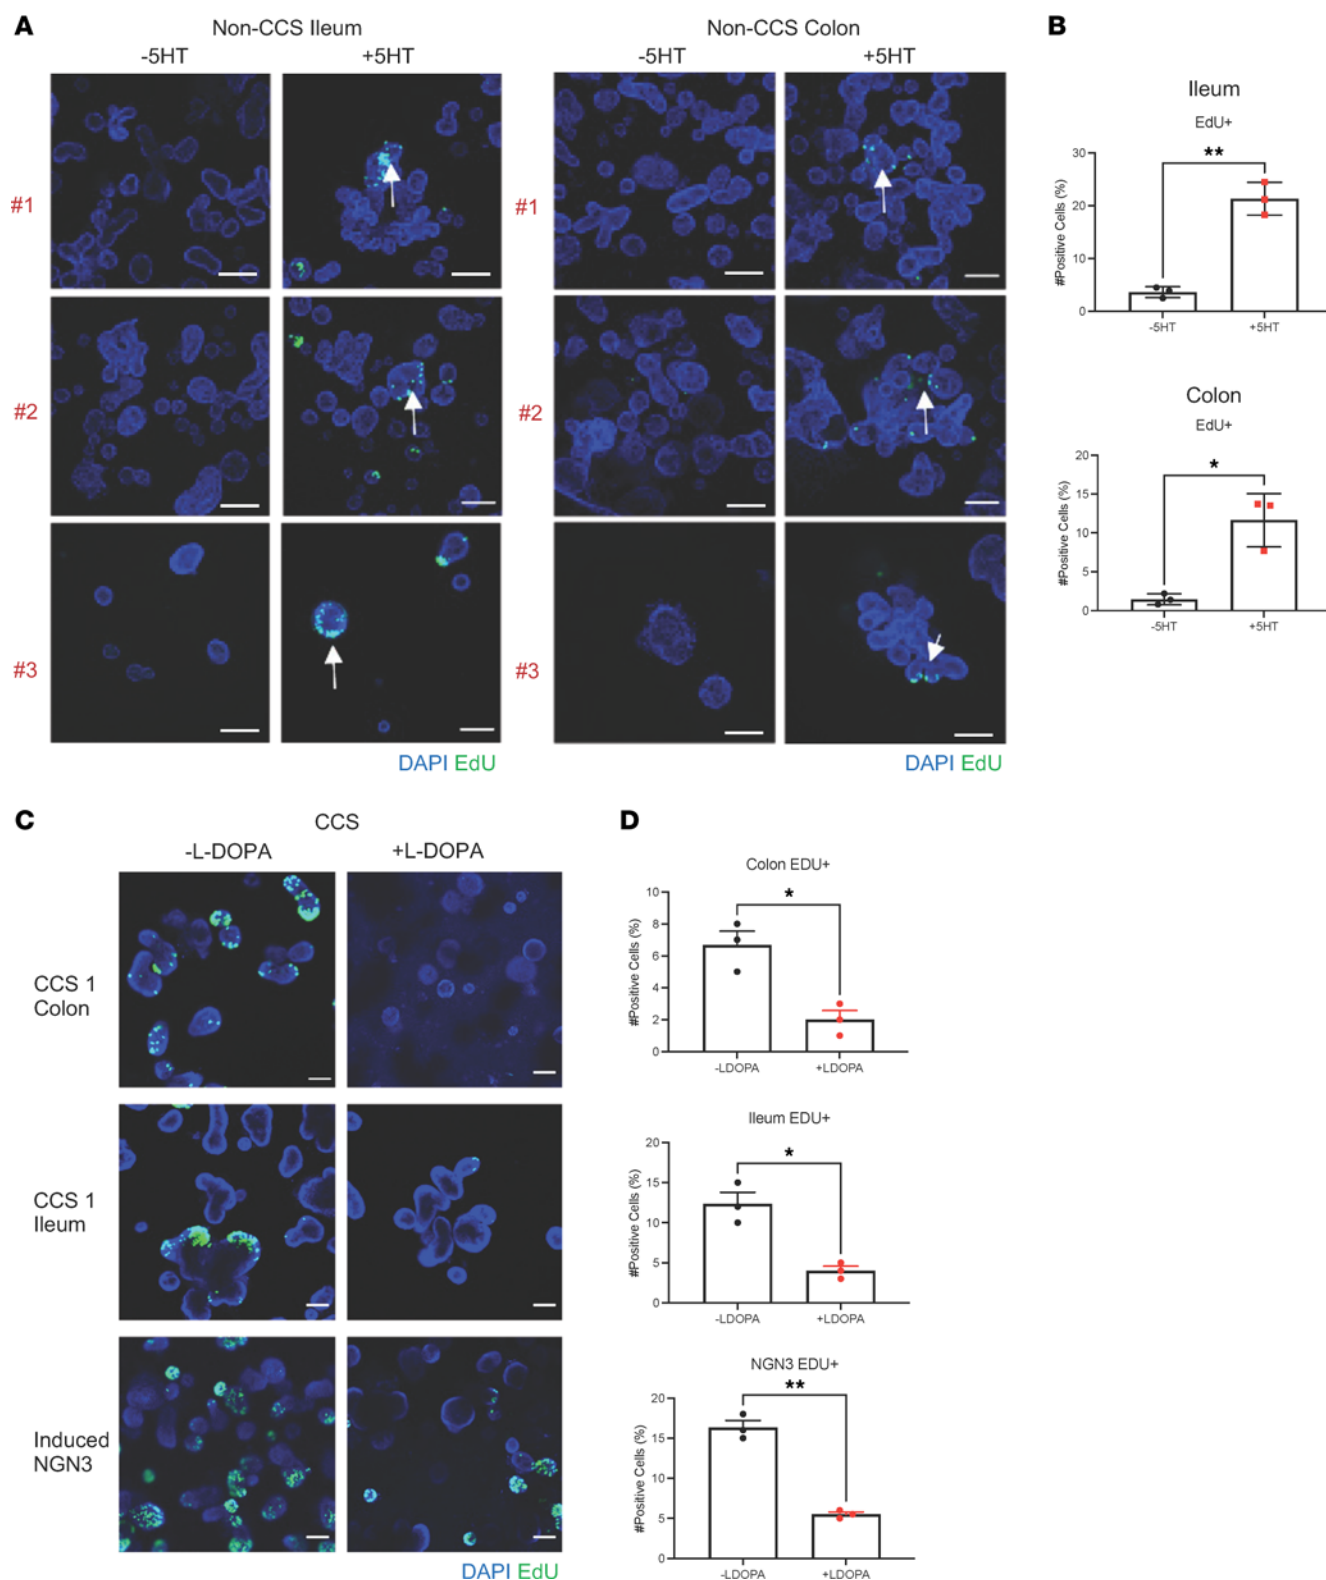 A
Non-CCS Ileum
Non-CCS Colon
-5HT
+5HT
-5HT
+5HT
#1
#1
#2
#2
#3
#3
DAPI EdU
DAPI EdU
B
Ileum
EdU+
**
#Positive Cells (%)
30
20
10
0
-5HT
+5HT
Colon
EdU+
*
#Positive Cells (%)
20
15
10
5
0
-5HT
+5HT
C
CCS
-L-DOPA
+L-DOPA
CCS 1
Colon
CCS 1
Ileum
Induced
NGN3
DAPI EdU
D
Colon EDU+
*
#Positive Cells (%)
10
8
6
4
2
0
-LDOPA
+LDOPA
Ileum EDU+
*
#Positive Cells (%)
20
15
10
5
0
-LDOPA
+LDOPA
NGN3 EDU+
**
#Positive Cells (%)
20
15
10
5
0
-LDOPA
+LDOPA